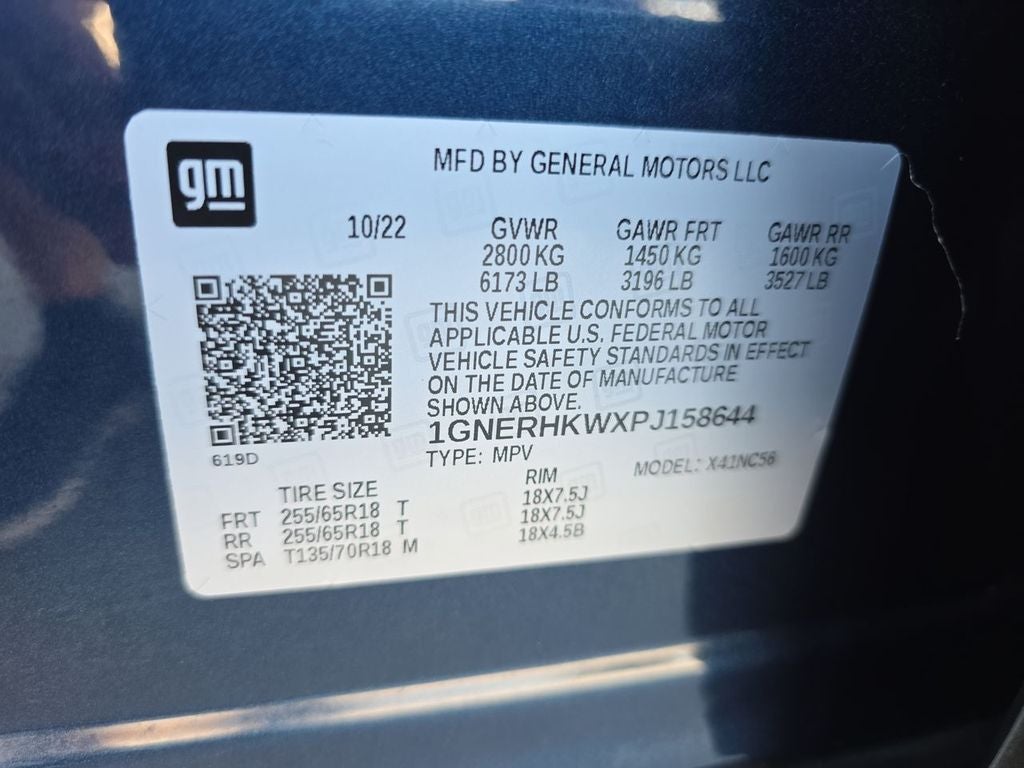 gm
MFD BY GENERAL MOTORS LLC
10/22 GVWR GAWR FRT GAWR RR
2800 KG 1450 KG 1600 KG
6173 LB 3196 LB 3527 LB
THIS VEHICLE CONFORMS TO ALL
APPLICABLE U.S. FEDERAL MOTOR
VEHICLE SAFETY STANDARDS IN EFFECT
ON THE DATE OF MANUFACTURE
SHOWN ABOVE.
1GNERHKWXPJ158644
619D
TYPE: MPV MODEL: X41NC56
TIRE SIZE RIM
FRT 255/65R18 T 18X7.5J
RR 255/65R18 T 18X7.5J
SPA T135/70R18 M 18X4.5B